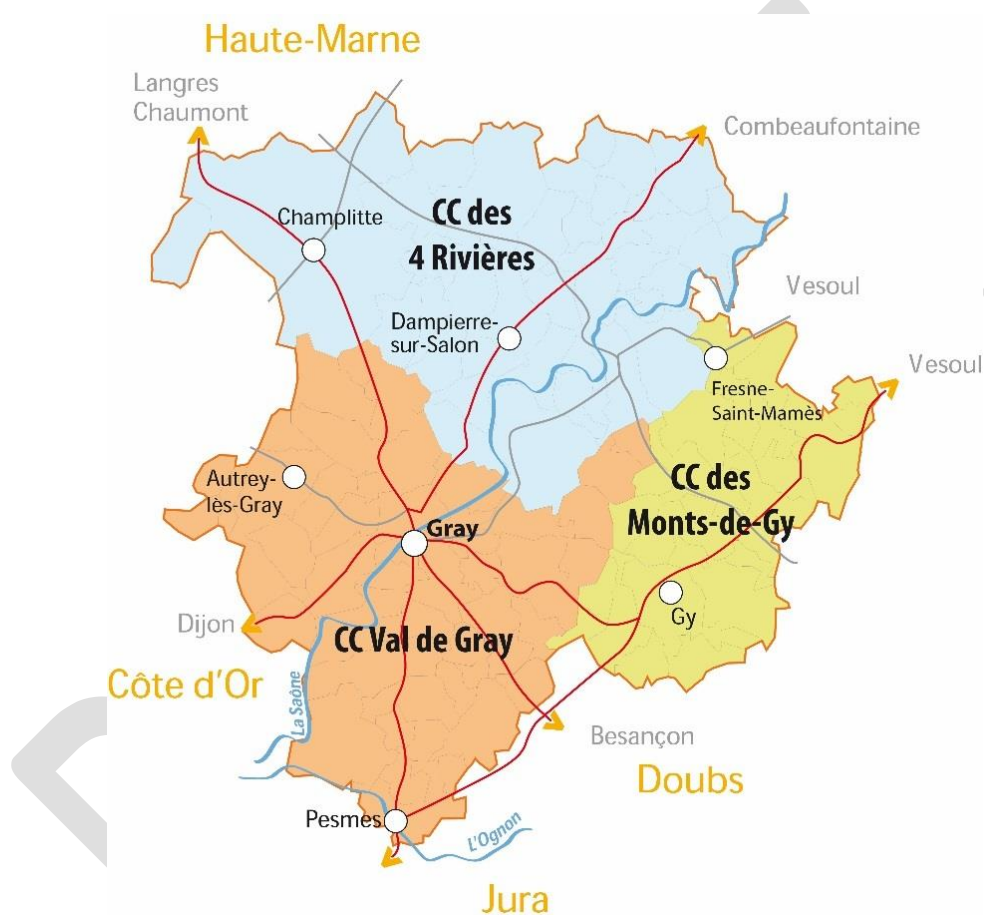 Haute-Marne
Langres
Chaumont
Combeaufontaine
Champlitte
CC des
4 Rivières
Vesoul
Dampierre-
sur-Salon
Vesoul
Fresne-
Saint-Mamès
Autrey-
lès-Gray
CC des
Monts-de-Gy
Gray
Gy
Dijon
CC Val de Gray
Côte d'Or
La Saône
Besançon
Doubs
Pesmes
L'Ognon
Jura